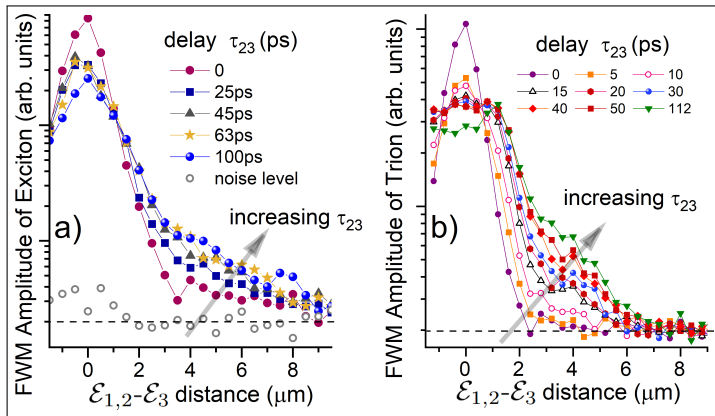 FWM Amplitude of Exciton (arb. units)
a)
delay τ23 (ps)
0
25ps
45ps
63ps
100ps
noise level
increasing τ23
0 2 4 6 8
ℰ1,2-ℰ3 distance (μm)
FWM Amplitude of Trion (arb. units)
b)
delay τ23 (ps)
0 5 10
15 20 30
40 50 112
increasing τ23
0 2 4 6 8
ℰ1,2-ℰ3 distance (μm)